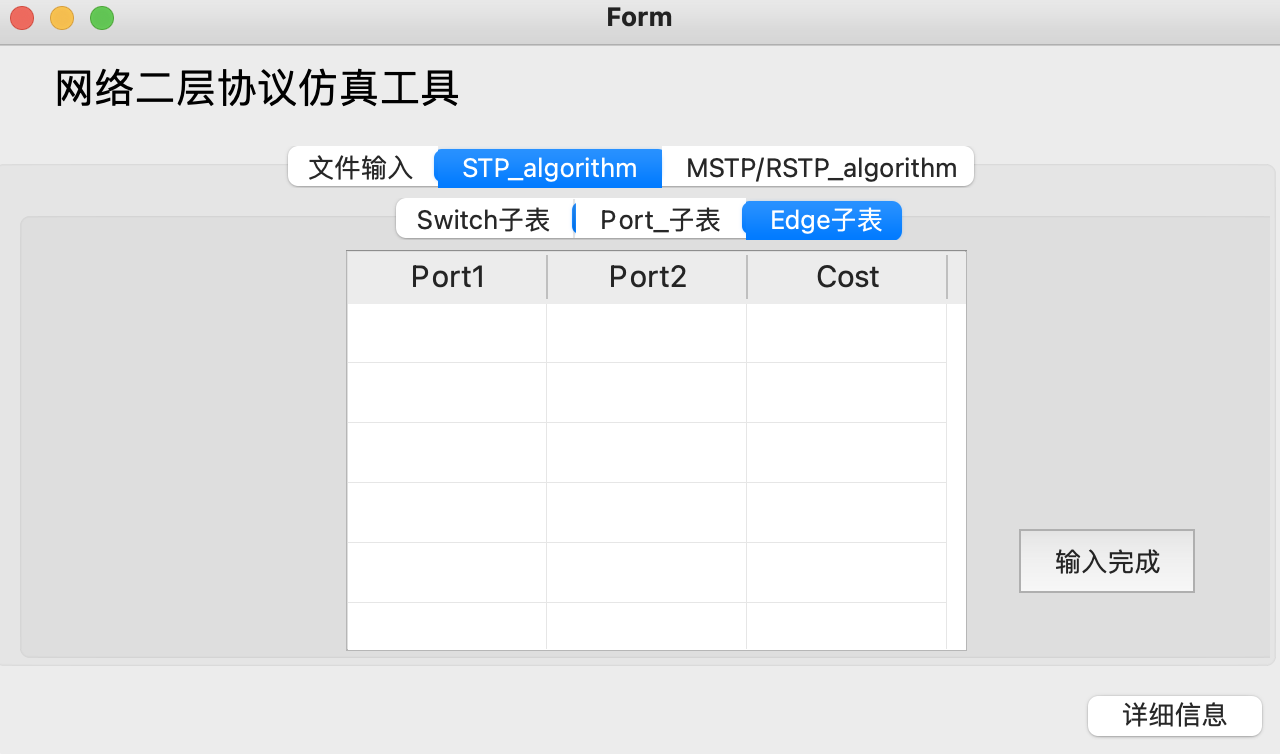 Form
网络二层协议仿真工具
文件输入 STP_algorithm MSTP/RSTP_algorithm
Switch子表 Port_子表 Edge子表
Port1 Port2 Cost
输入完成
详细信息